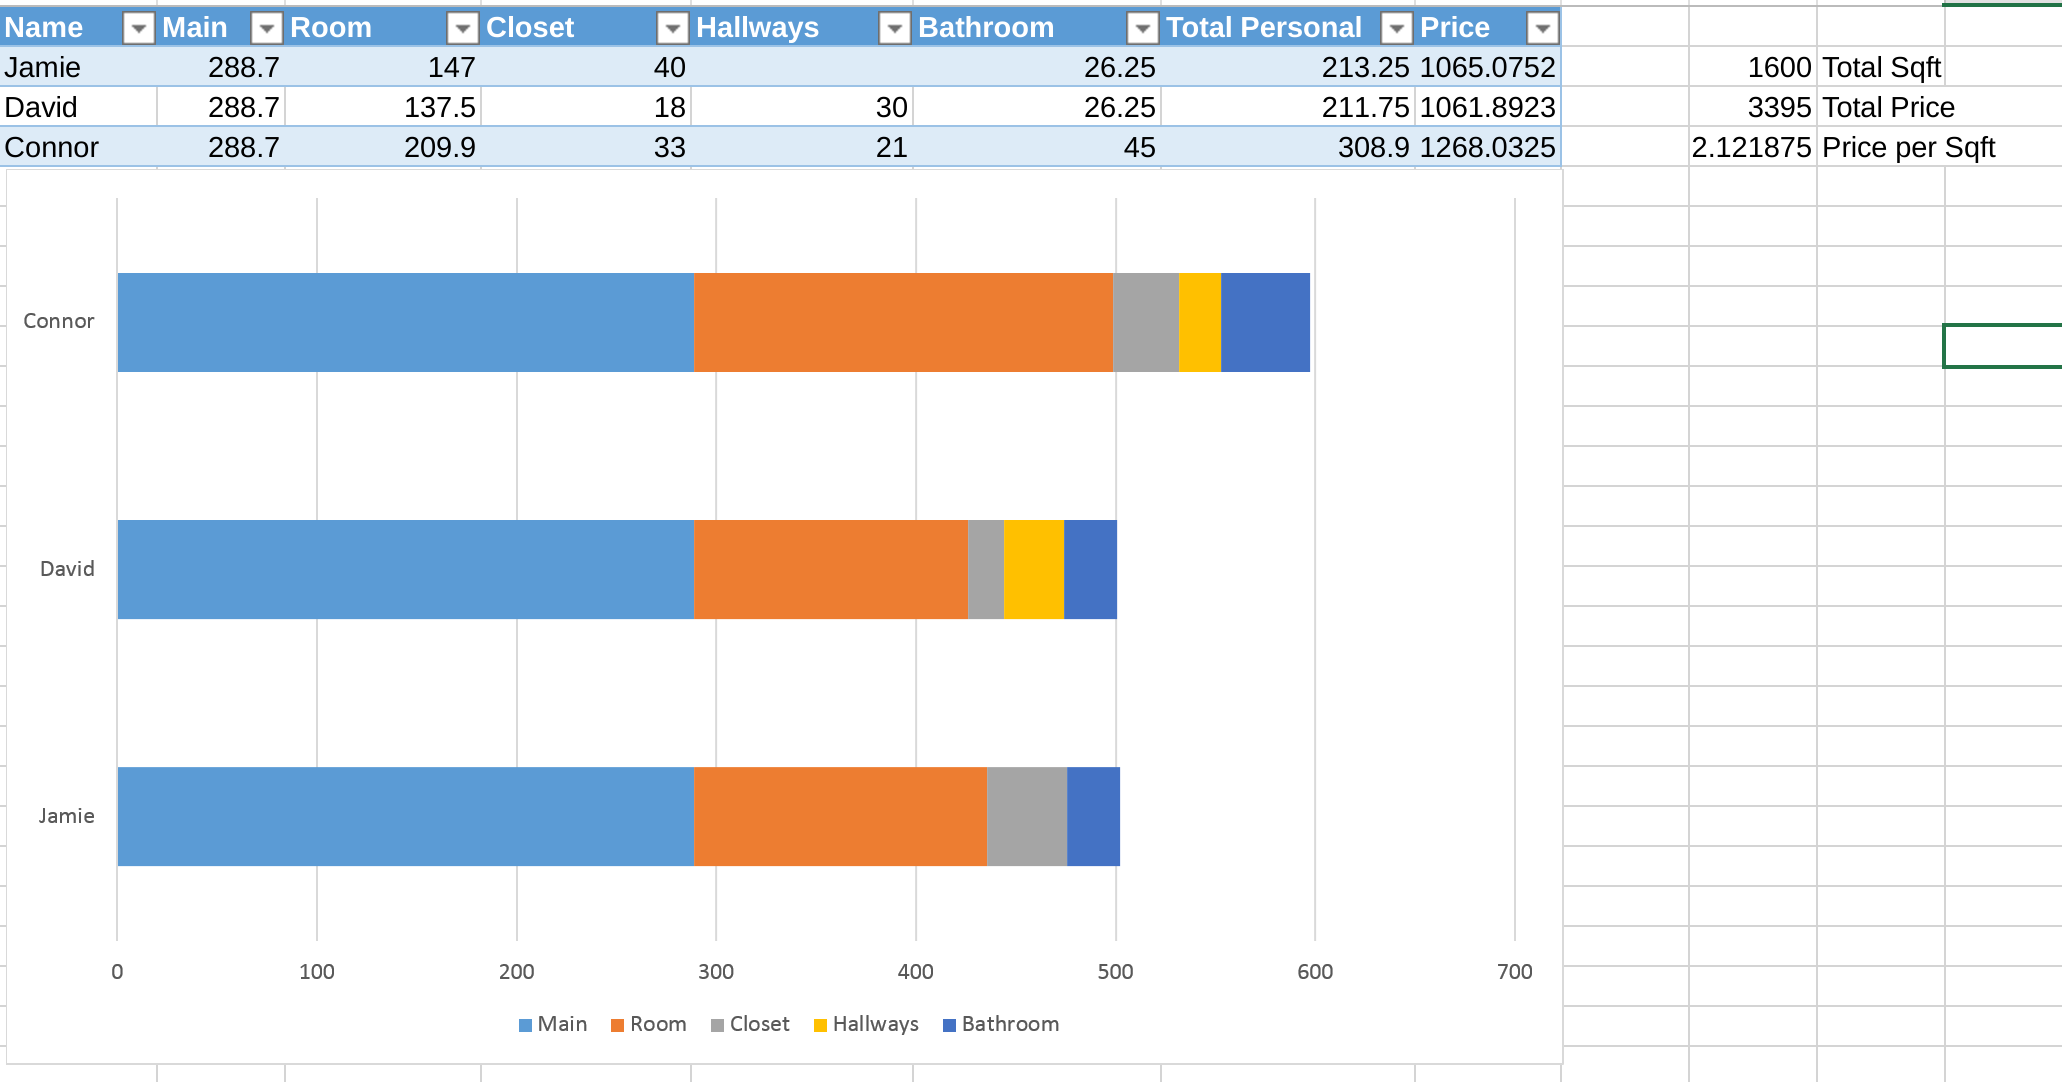 Name Main Room Closet Hallways Bathroom Total Personal Price
Jamie 288.7 147 40 26.25 213.25 1065.0752 1600 Total Sqft
David 288.7 137.5 18 30 26.25 211.75 1061.8923 3395 Total Price
Connor 288.7 209.9 33 21 45 308.9 1268.0325 2.121875 Price per Sqft
Connor
David
Jamie
0 100 200 300 400 500 600 700
Main Room Closet Hallways Bathroom